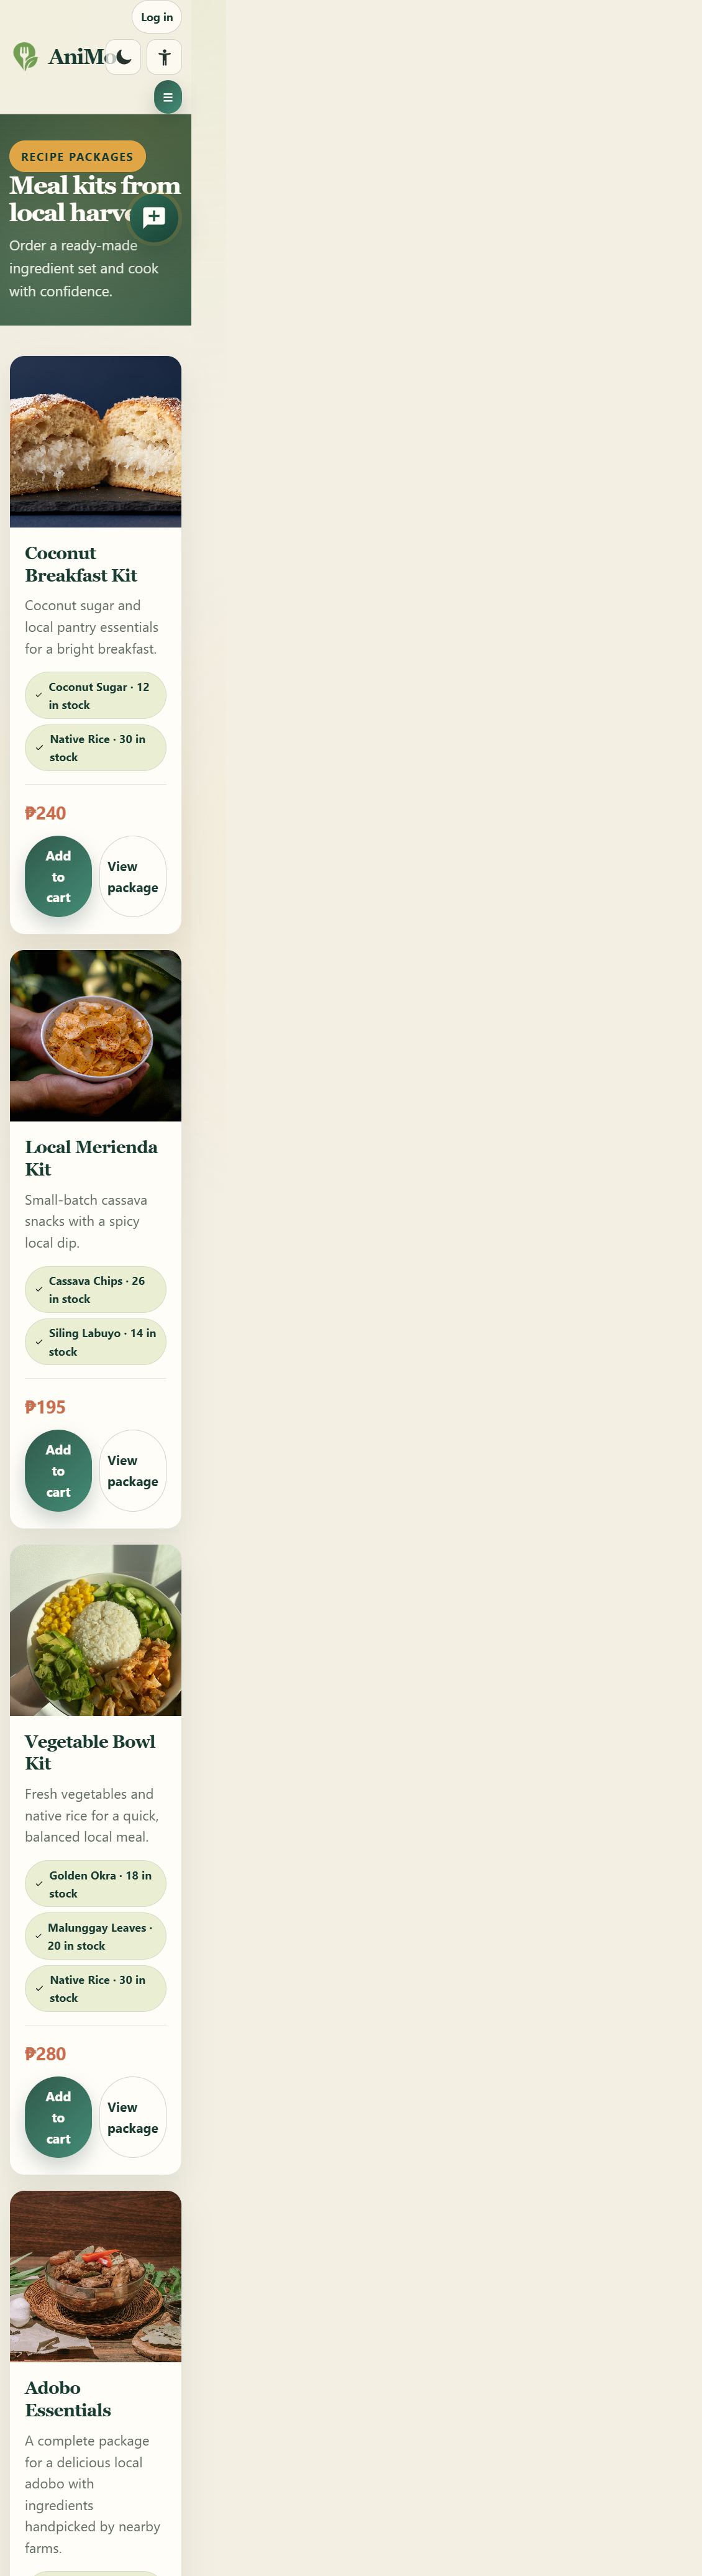 Log in
AniMo
☰
RECIPE PACKAGES
Meal kits from
local harve
Order a ready-made
ingredient set and cook
with confidence.
Coconut
Breakfast Kit
Coconut sugar and
local pantry essentials
for a bright breakfast.
Coconut Sugar · 12
in stock
Native Rice · 30 in
stock
₱240
Add
to
cart
View
package
Local Merienda
Kit
Small-batch cassava
snacks with a spicy
local dip.
Cassava Chips · 26
in stock
Siling Labuyo · 14 in
stock
₱195
Add
to
cart
View
package
Vegetable Bowl
Kit
Fresh vegetables and
native rice for a quick,
balanced local meal.
Golden Okra · 18 in
stock
Malunggay Leaves ·
20 in stock
Native Rice · 30 in
stock
₱280
Add
to
cart
View
package
Adobo
Essentials
A complete package
for a delicious local
adobo with
ingredients
handpicked by nearby
farms.